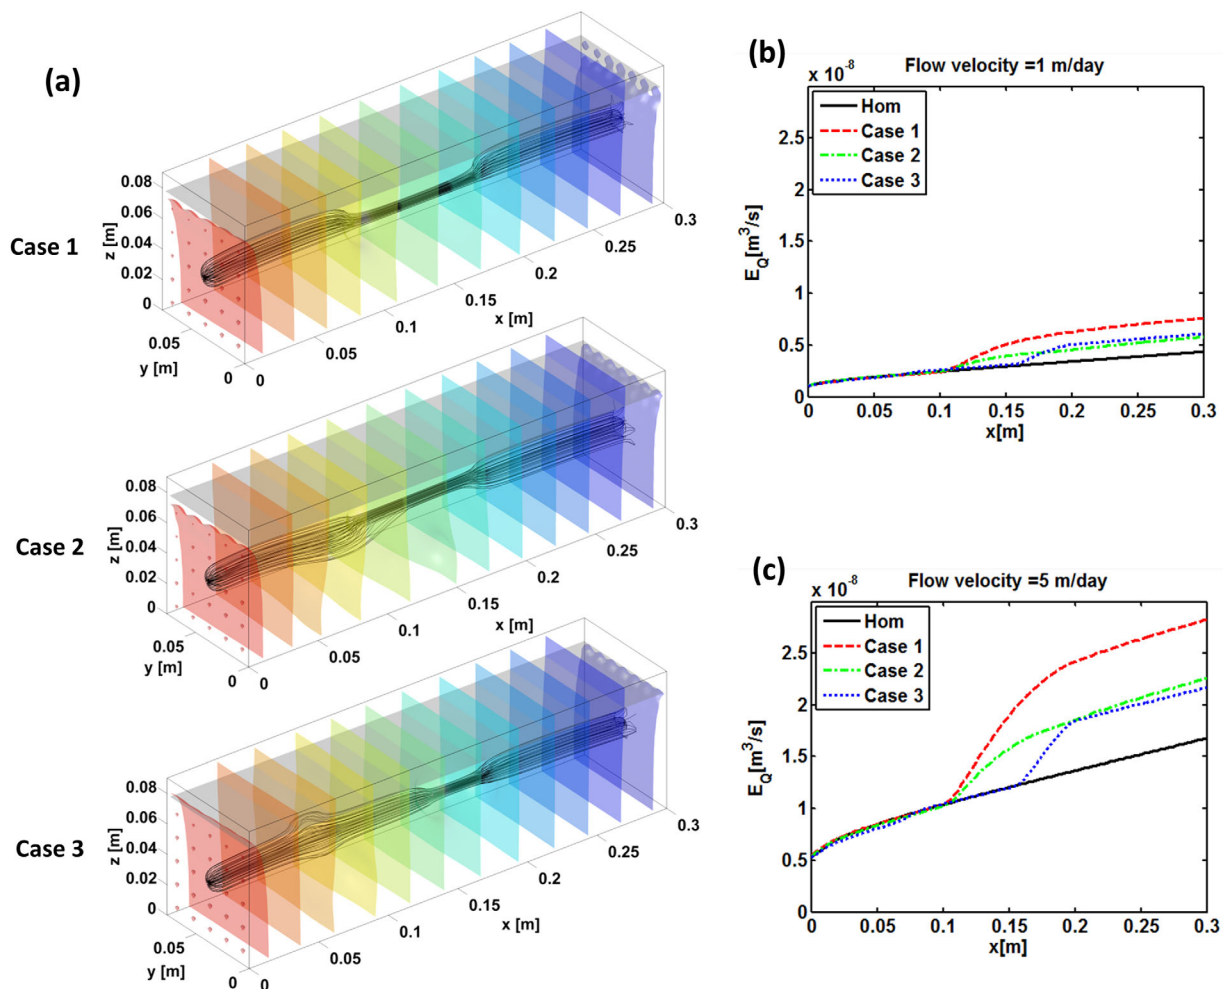 (a)
Case 1
z [m]
0.08
0.06
0.04
0.02
0
0.05
y [m]
0
0
0.05
0.1
0.15
x [m]
0.2
0.25
0.3
Case 2
z [m]
0.08
0.06
0.04
0.02
0
0.05
y [m]
0
0
0.05
0.1
0.15
x [m]
0.2
0.25
0.3
Case 3
z [m]
0.08
0.06
0.04
0.02
0
0.05
y [m]
0
0
0.05
0.1
0.15
x [m]
0.2
0.25
0.3
(b)
x 10⁻⁸
Flow velocity =1 m/day
Hom
Case 1
Case 2
Case 3
E_Q[m³/s]
2.5
2
1.5
1
0.5
0
0
0.05
0.1
0.15
0.2
0.25
0.3
x[m]
(c)
x 10⁻⁸
Flow velocity =5 m/day
Hom
Case 1
Case 2
Case 3
E_Q[m³/s]
2.5
2
1.5
1
0.5
0
0
0.05
0.1
0.15
0.2
0.25
0.3
x[m]